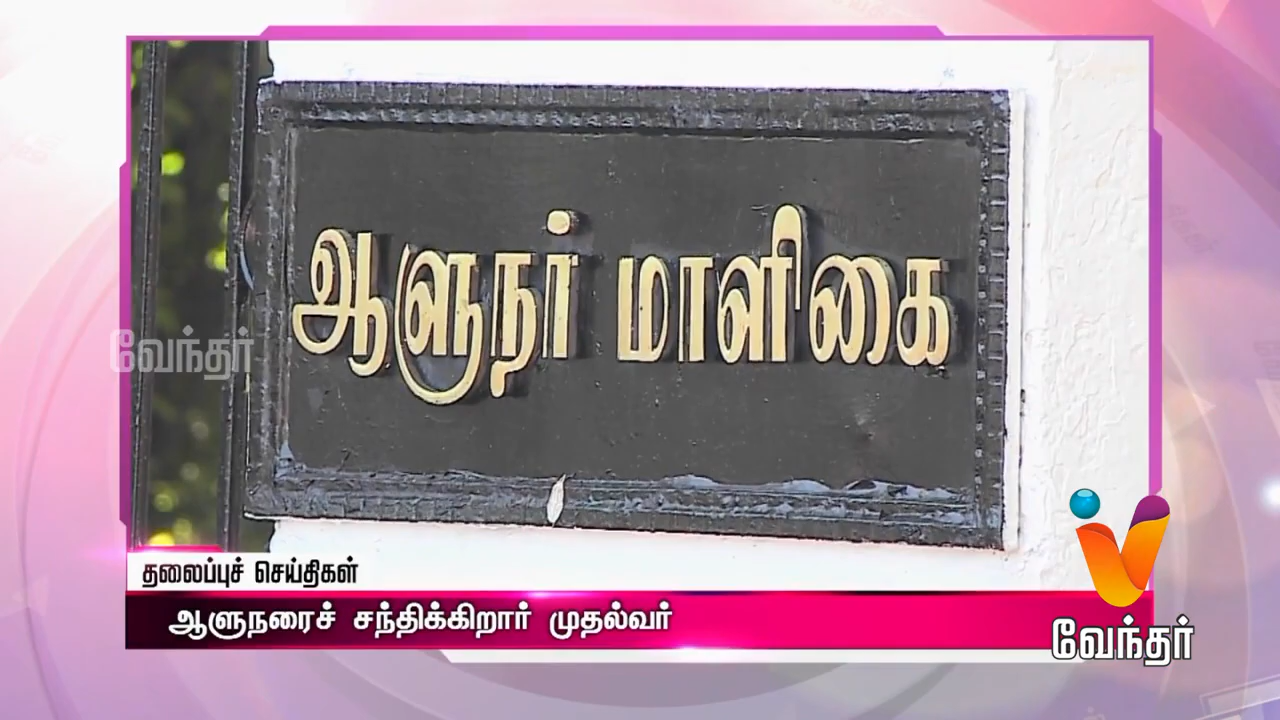 ஆளுநர் மாளிகை
வேந்தர்
தலைப்புச் செய்திகள்
ஆளுநரைச் சந்திக்கிறார் முதல்வர்
வேந்தர்